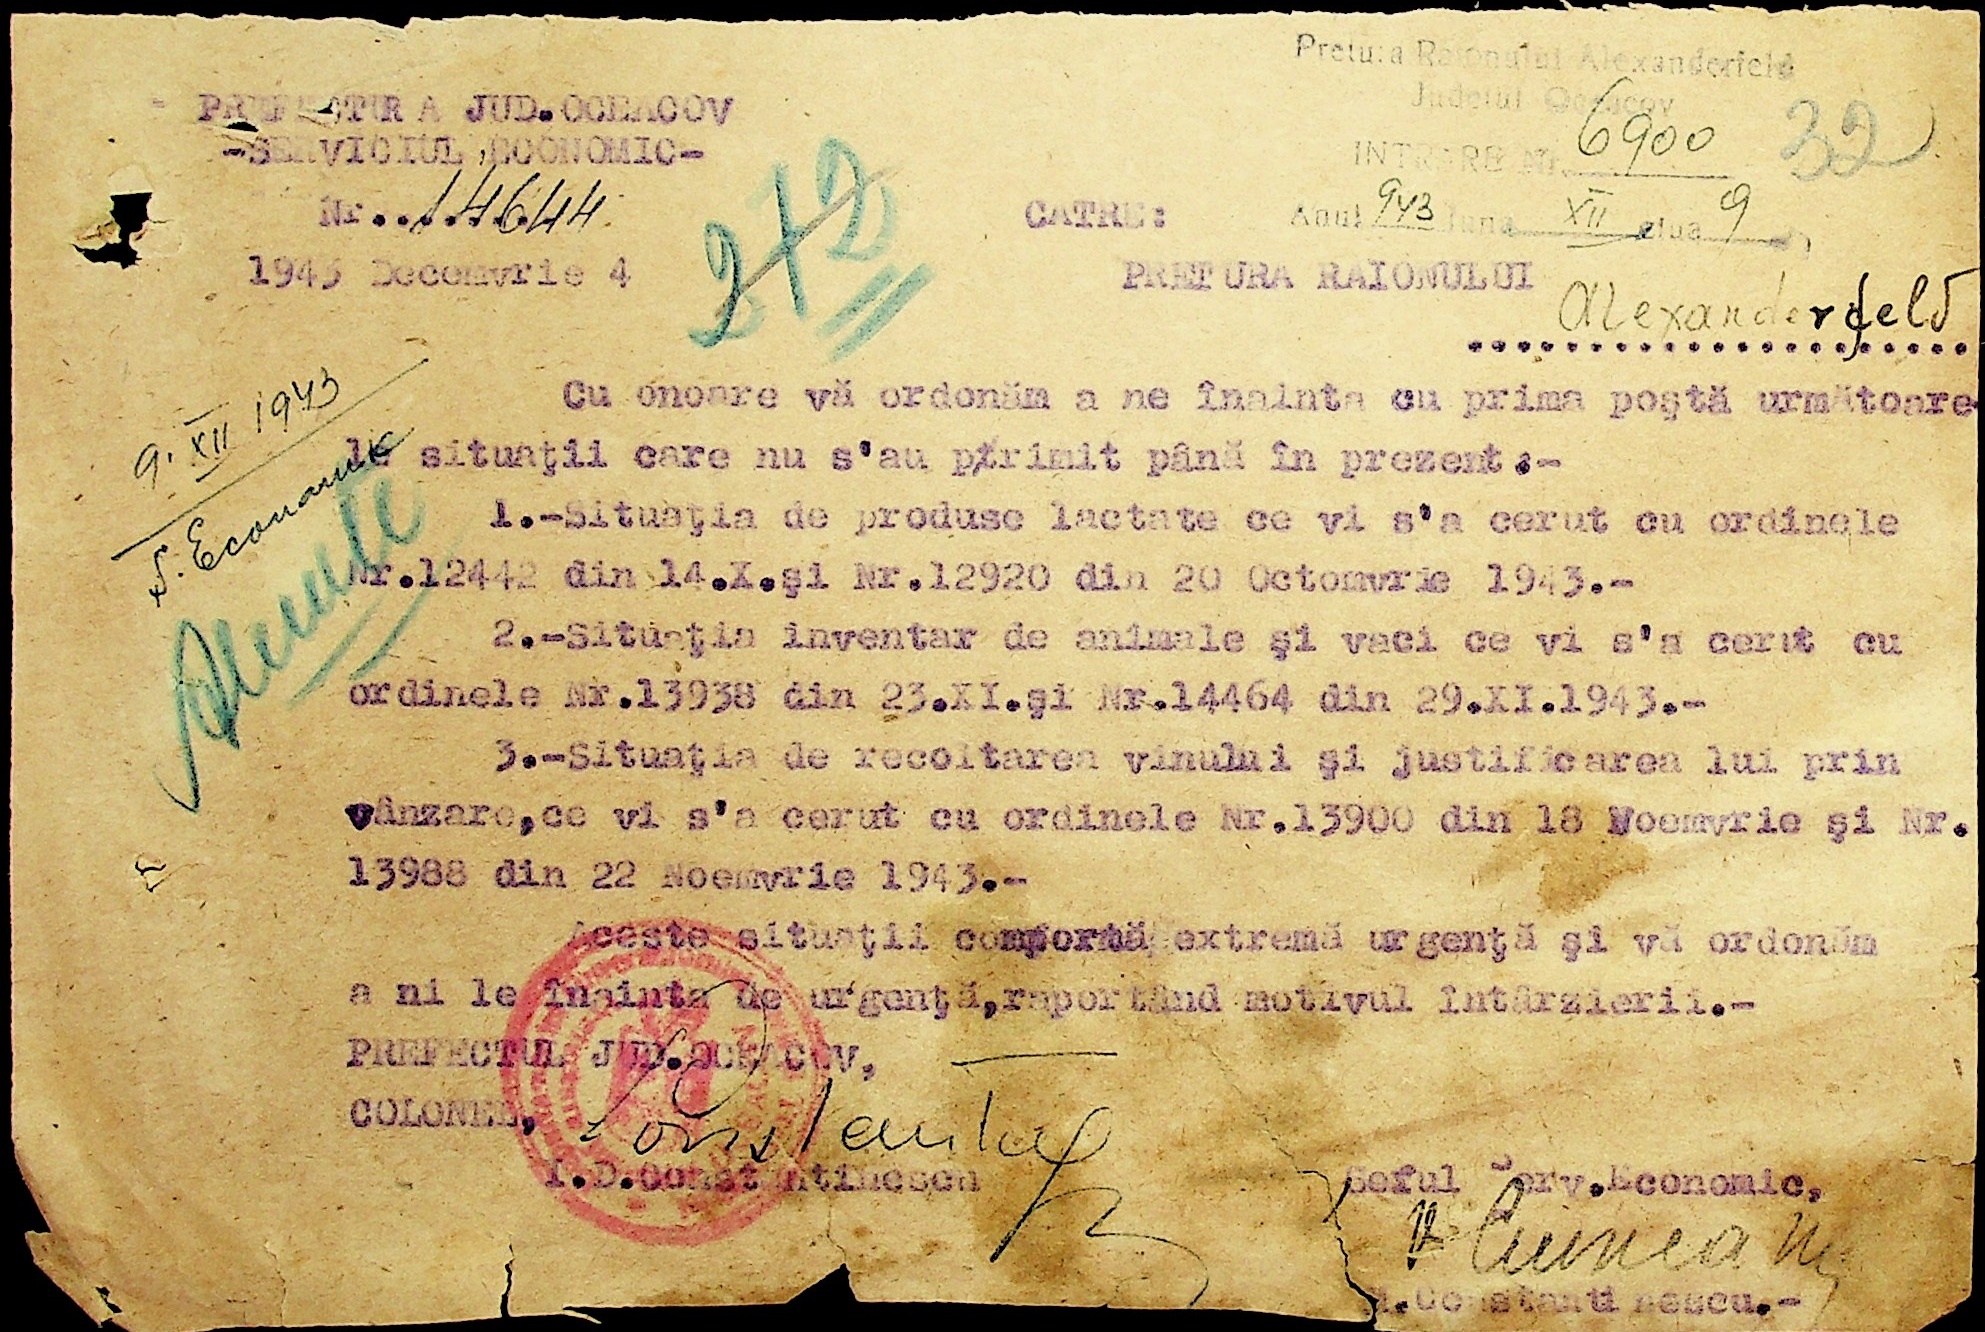 Pretura Raionului Alexanderfeld
Județul Oceacov
INTRARE Nr. 6900
32
Anul 943 luna XII ziua 9
PREFECTURA JUD.OCEACOV
-SERVICIUL ECONOMIC-
Nr..14644
1943 Decemvrie 4
272
CATRE:
PRETURA RAIONULUI
Alexanderfeld
....................
9. XII 1943
S. Economic
Cu onoare vă ordonăm a ne înainta cu prima poştă următoare-
le situaţii care nu s'au ptrimit până în prezent:-
1.-Situaţia de produse lactate ce vi s'a cerut cu ordinele
Nr.12442 din 14.X.şi Nr.12920 din 20 Octomvrie 1943.-
2.-Situaţia inventar de animale şi vaci ce vi s'a cerut cu
ordinele Nr.13938 din 23.XI.şi Nr.14464 din 29.XI.1943.-
3.-Situaţia de recoltarea vinului şi justificarea lui prin
vânzare,ce vi s'a cerut cu ordinele Nr.13900 din 18 Noemvrie şi Nr.
13988 din 22 Noemvrie 1943.-
Aceste situaţii comportă extremă urgenţă şi vă ordonăm
a ni le înainta de urgenţă,raportând motivul întârzierii.-
PREFECTUL JUD.OCEACOV,
COLONEL,
I.D.Constantinescu
Seful Serv.Economic,
Constantinescu.-